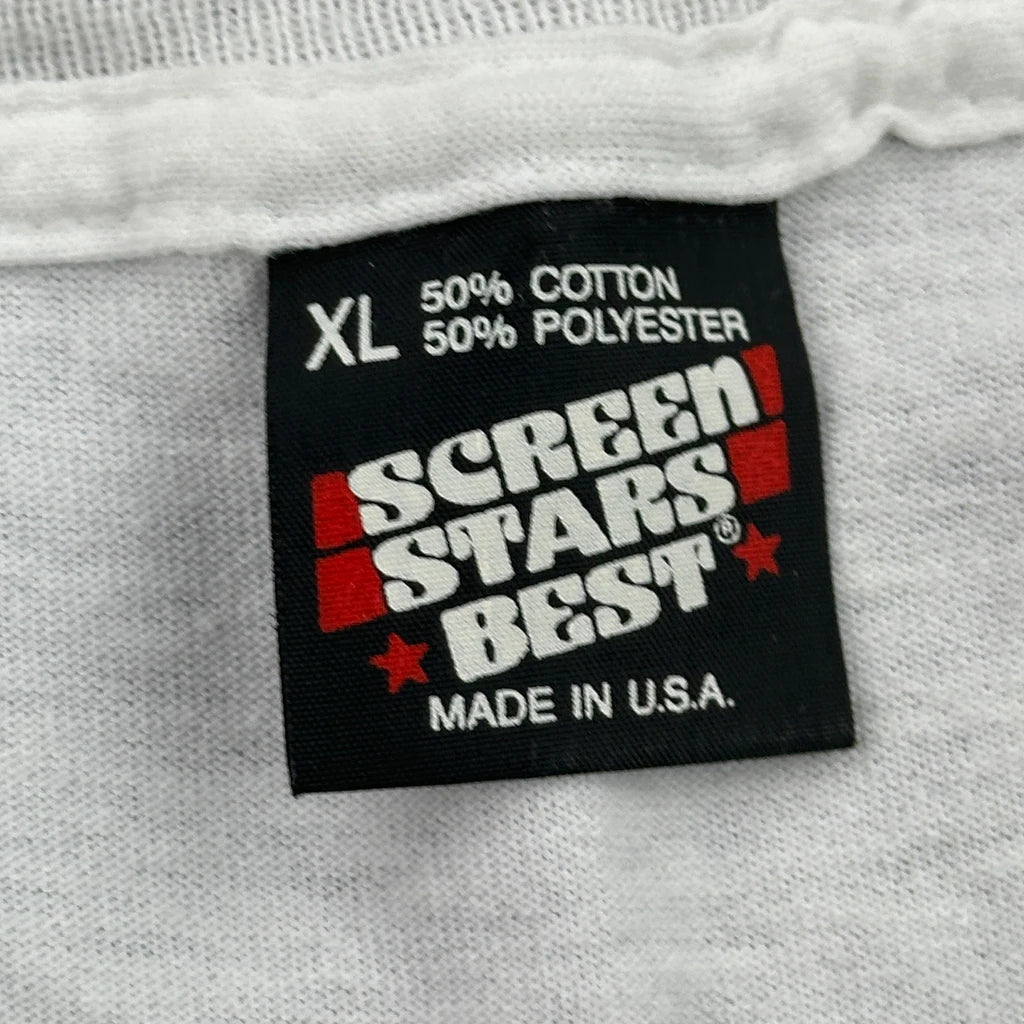 XL 50% COTTON
50% POLYESTER
SCREEN
STARS
BEST®
MADE IN U.S.A.